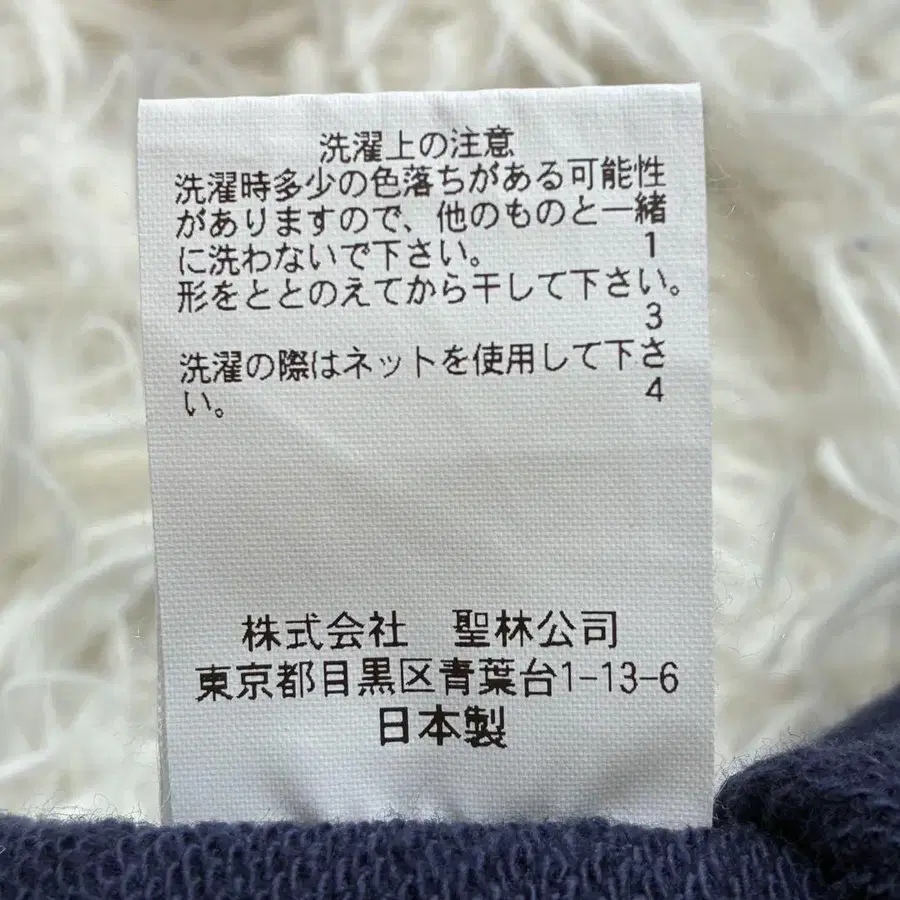 洗濯上の注意
洗濯時多少の色落ちがある可能性
がありますので、他のものと一緒
に洗わないで下さい。 1
形をととのえてから干して下さい。
3
洗濯の際はネットを使用して下さ
い。 4
株式会社 聖林公司
東京都目黒区青葉台1-13-6
日本製